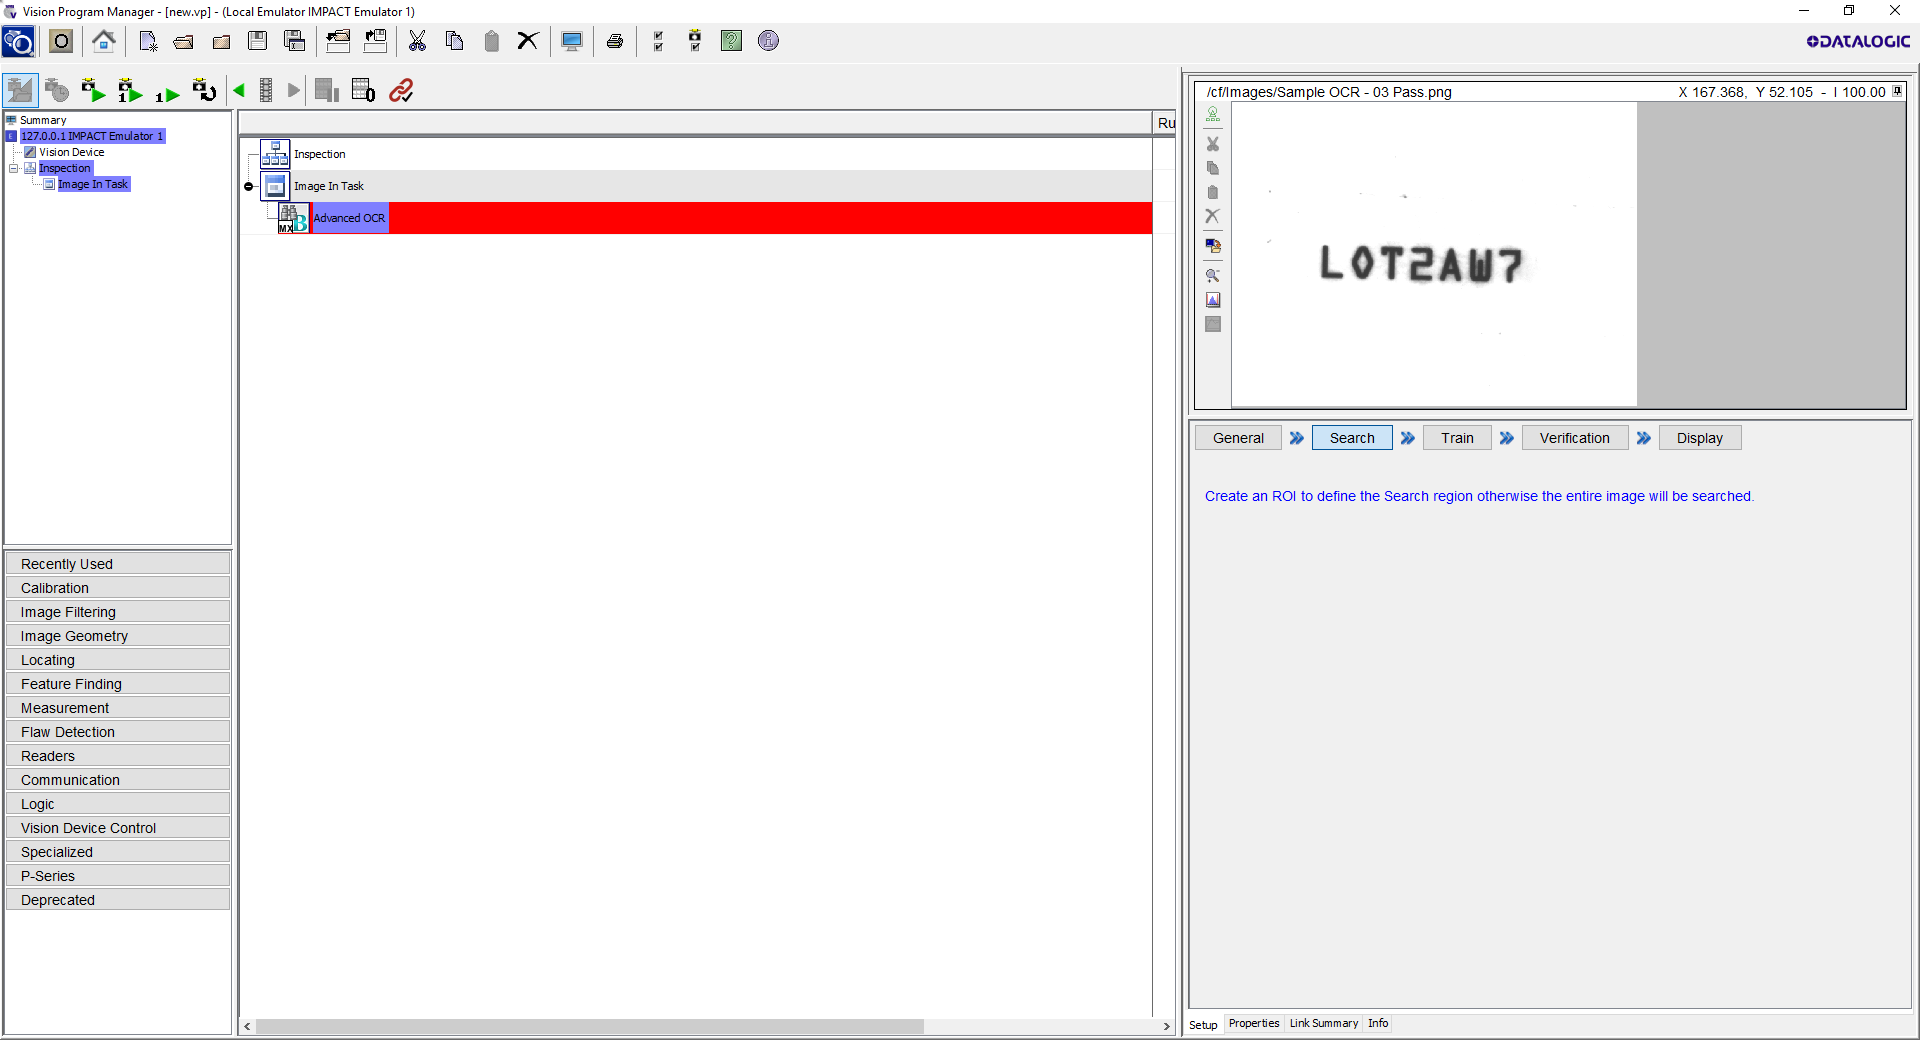 Vision Program Manager - [new.vp] - (Local Emulator IMPACT Emulator 1)
DATALOGIC
Summary
127.0.0.1 IMPACT Emulator 1
Vision Device
Inspection
Image In Task
Recently Used
Calibration
Image Filtering
Image Geometry
Locating
Feature Finding
Measurement
Flaw Detection
Readers
Communication
Logic
Vision Device Control
Specialized
P-Series
Deprecated
Ru
Inspection
Image In Task
MX B Advanced OCR
/cf/Images/Sample OCR - 03 Pass.png X 167.368, Y 52.105 - I 100.00
LOT2AW7
General Search Train Verification Display
Create an ROI to define the Search region otherwise the entire image will be searched.
Setup Properties Link Summary Info